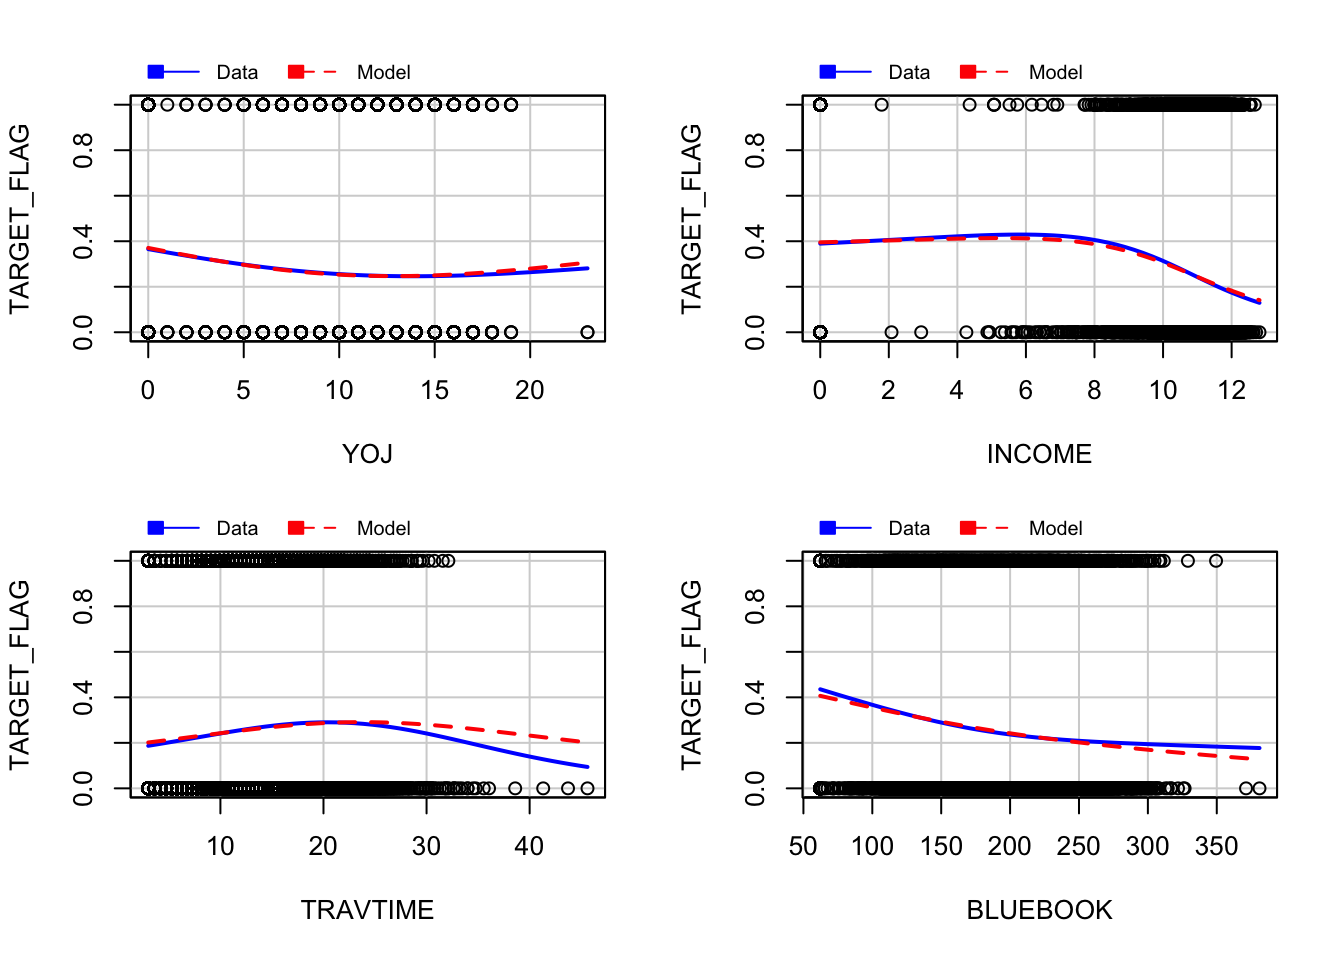 Data Model
TARGET_FLAG
0.0 0.4 0.8
0 5 10 15 20
YOJ
Data Model
TARGET_FLAG
0.0 0.4 0.8
0 2 4 6 8 10 12
INCOME
Data Model
TARGET_FLAG
0.0 0.4 0.8
10 20 30 40
TRAVTIME
Data Model
TARGET_FLAG
0.0 0.4 0.8
50 100 150 200 250 300 350
BLUEBOOK